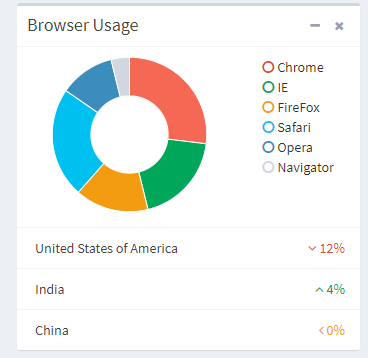 Browser Usage
Chrome
IE
FireFox
Safari
Opera
Navigator
United States of America 12%
India 4%
China 0%